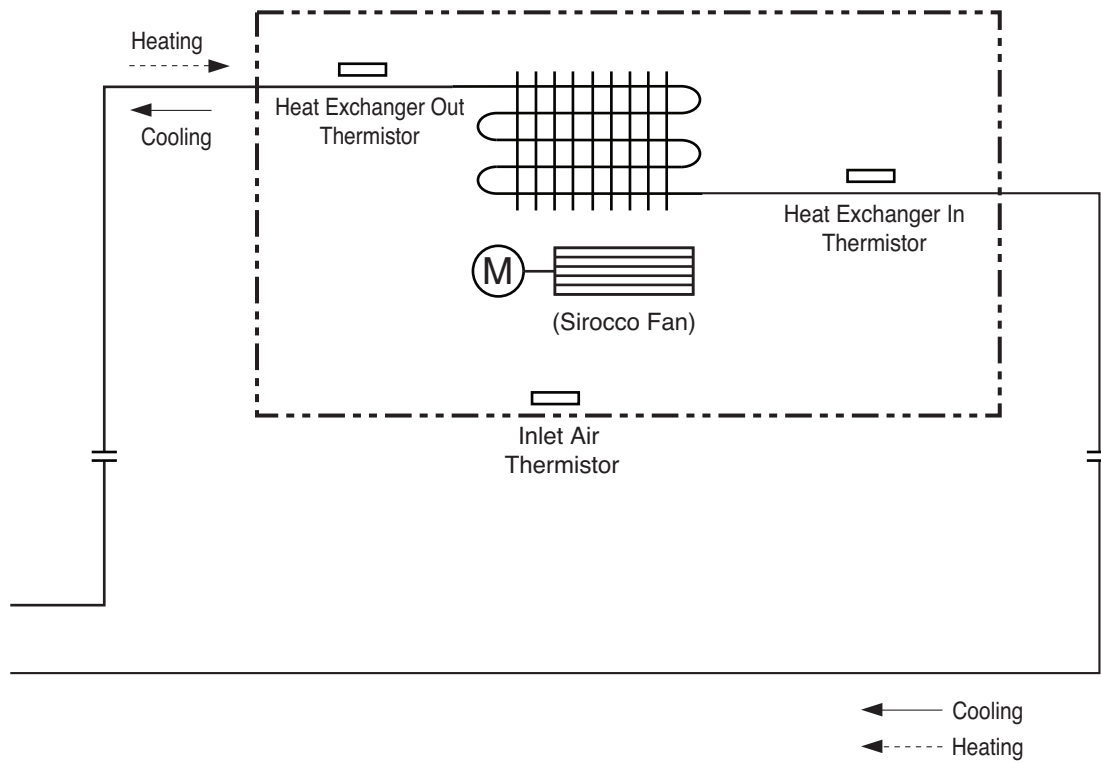 Heating
Cooling
Heat Exchanger Out
Thermistor
Heat Exchanger In
Thermistor
M
(Sirocco Fan)
Inlet Air
Thermistor
Cooling
Heating